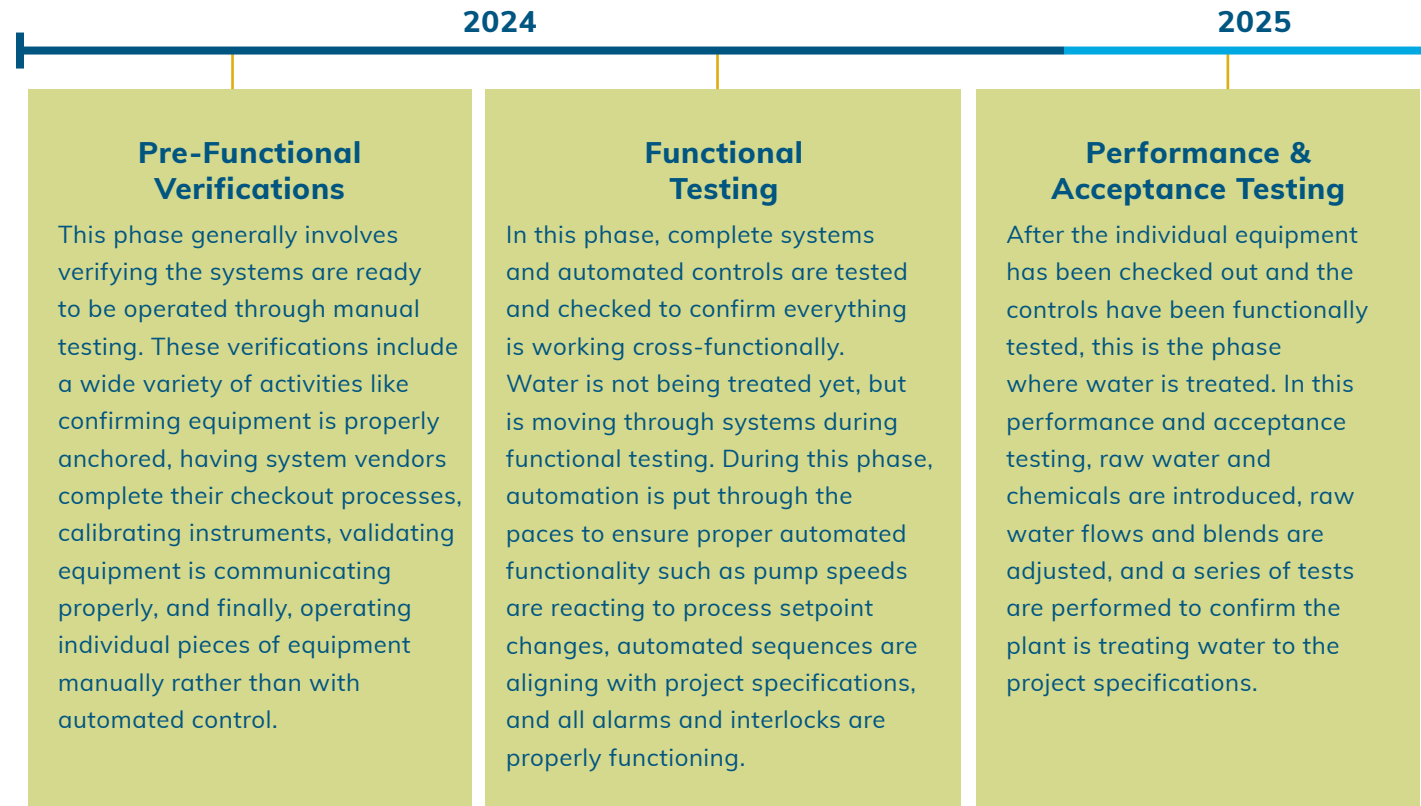 2024
2025
Pre-Functional
Verifications
This phase generally involves
verifying the systems are ready
to be operated through manual
testing. These verifications include
a wide variety of activities like
confirming equipment is properly
anchored, having system vendors
complete their checkout processes,
calibrating instruments, validating
equipment is communicating
properly, and finally, operating
individual pieces of equipment
manually rather than with
automated control.
Functional
Testing
In this phase, complete systems
and automated controls are tested
and checked to confirm everything
is working cross-functionally.
Water is not being treated yet, but
is moving through systems during
functional testing. During this phase,
automation is put through the
paces to ensure proper automated
functionality such as pump speeds
are reacting to process setpoint
changes, automated sequences are
aligning with project specifications,
and all alarms and interlocks are
properly functioning.
Performance &
Acceptance Testing
After the individual equipment
has been checked out and the
controls have been functionally
tested, this is the phase
where water is treated. In this
performance and acceptance
testing, raw water and
chemicals are introduced, raw
water flows and blends are
adjusted, and a series of tests
are performed to confirm the
plant is treating water to the
project specifications.